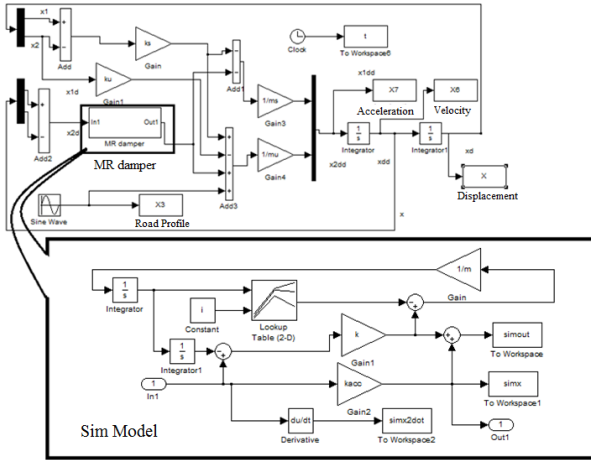 x1
x2
Add
ks
Gain
ku
Gain1
x1d
x2d
Add2
In1
Out1
MR damper
MR damper
Add1
Add3
1/ms
Gain3
1/mu
Gain4
Clock
t
To Workspace6
x1dd
X7
Acceleration
X6
Velocity
1
s
Integrator
x2dd
xdd
1
s
Integrator1
xd
X
Displacement
x
Sine Wave
X3
Road Profile
1
s
Integrator
i
Constant
Lookup
Table (2-D)
1/m
Gain
1
s
Integrator1
1
In1
k
Gain1
kacc
Gain2
du/dt
Derivative
simx2dot
To Workspace2
simout
To Workspace
simx
To Workspace1
1
Out1
Sim Model